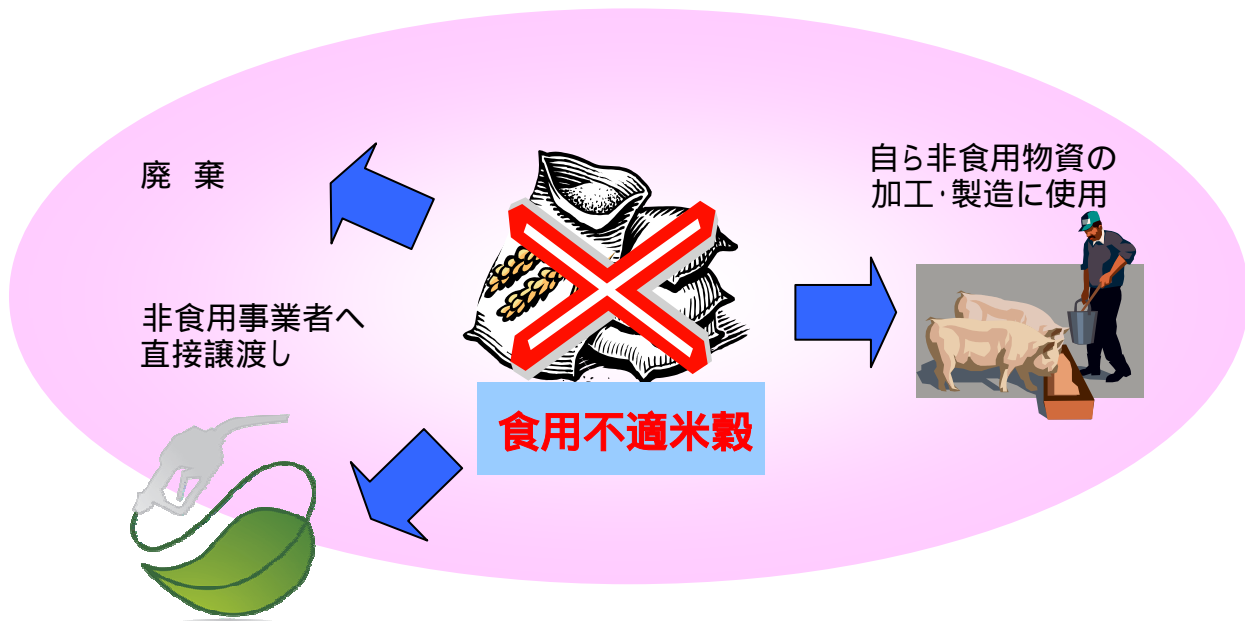 廃 棄
自ら非食用物資の
加工・製造に使用
非食用事業者へ
直接譲渡し
食用不適米穀